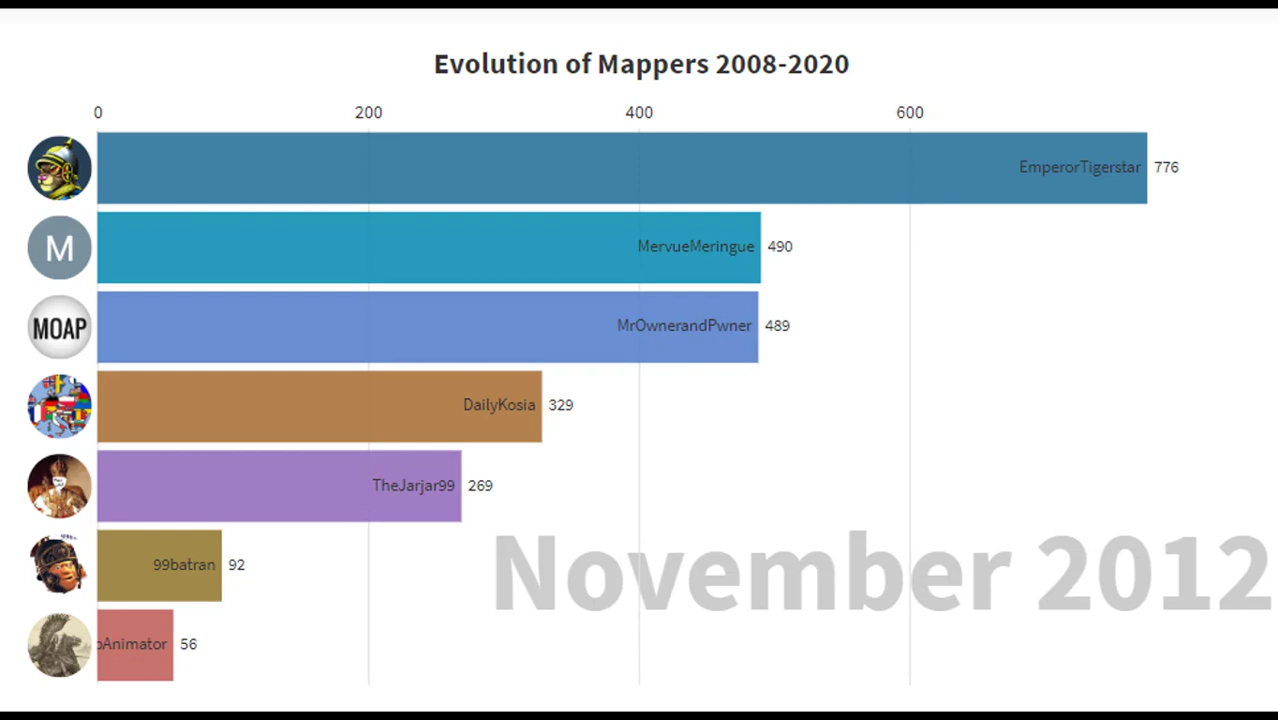 Evolution of Mappers 2008-2020
0 200 400 600
EmperorTigerstar 776
M MervueMeringue 490
MOAP MrOwnerandPwner 489
DailyKosia 329
TheJarjar99 269
99batran 92
pAnimator 56
November 2012